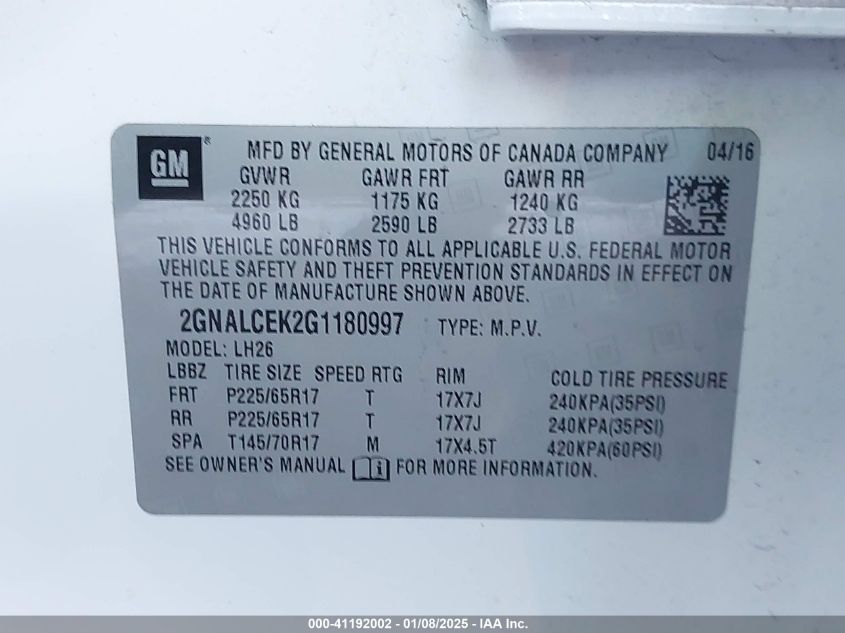 GM ® MFD BY GENERAL MOTORS OF CANADA COMPANY 04/16
GVWR GAWR FRT GAWR RR
2250 KG 1175 KG 1240 KG
4960 LB 2590 LB 2733 LB
THIS VEHICLE CONFORMS TO ALL APPLICABLE U.S. FEDERAL MOTOR
VEHICLE SAFETY AND THEFT PREVENTION STANDARDS IN EFFECT ON
THE DATE OF MANUFACTURE SHOWN ABOVE.
2GNALCEK2G1180997 TYPE: M.P.V.
MODEL: LH26
LBBZ TIRE SIZE SPEED RTG RIM COLD TIRE PRESSURE
FRT P225/65R17 T 17X7J 240KPA(35PSI)
RR P225/65R17 T 17X7J 240KPA(35PSI)
SPA T145/70R17 M 17X4.5T 420KPA(60PSI)
SEE OWNER'S MANUAL i FOR MORE INFORMATION.
000-41192002 — 01/08/2025 — IAA Inc.